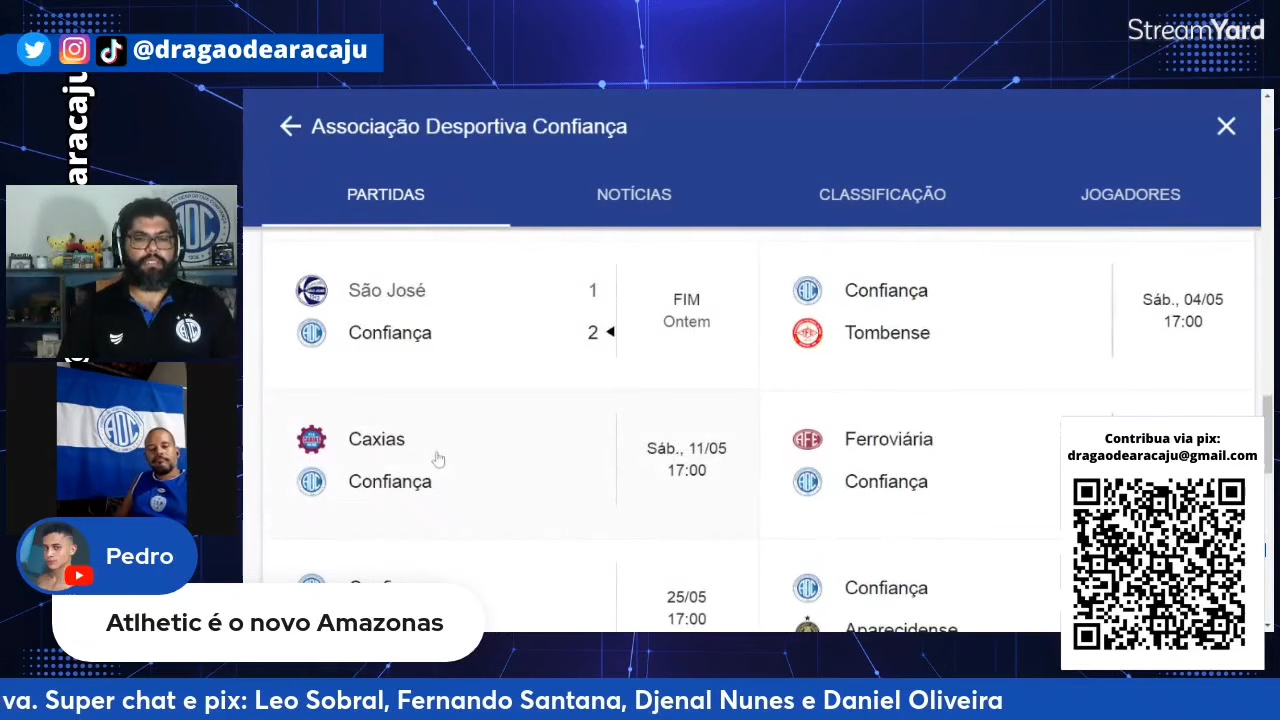 StreamYard
@dragaodearacaju
aracaju
Associação Desportiva Confiança
PARTIDAS
NOTÍCIAS
CLASSIFICAÇÃO
JOGADORES
São José 1
Confiança 2
FIM
Ontem
Confiança
Tombense
Sáb., 04/05
17:00
Caxias
Confiança
Sáb., 11/05
17:00
Ferroviária
Confiança
25/05
17:00
Confiança
Aparecidense
Contribua via pix:
dragaodearacaju@gmail.com
Pedro
Atlhetic é o novo Amazonas
va. Super chat e pix: Leo Sobral, Fernando Santana, Djenal Nunes e Daniel Oliveira